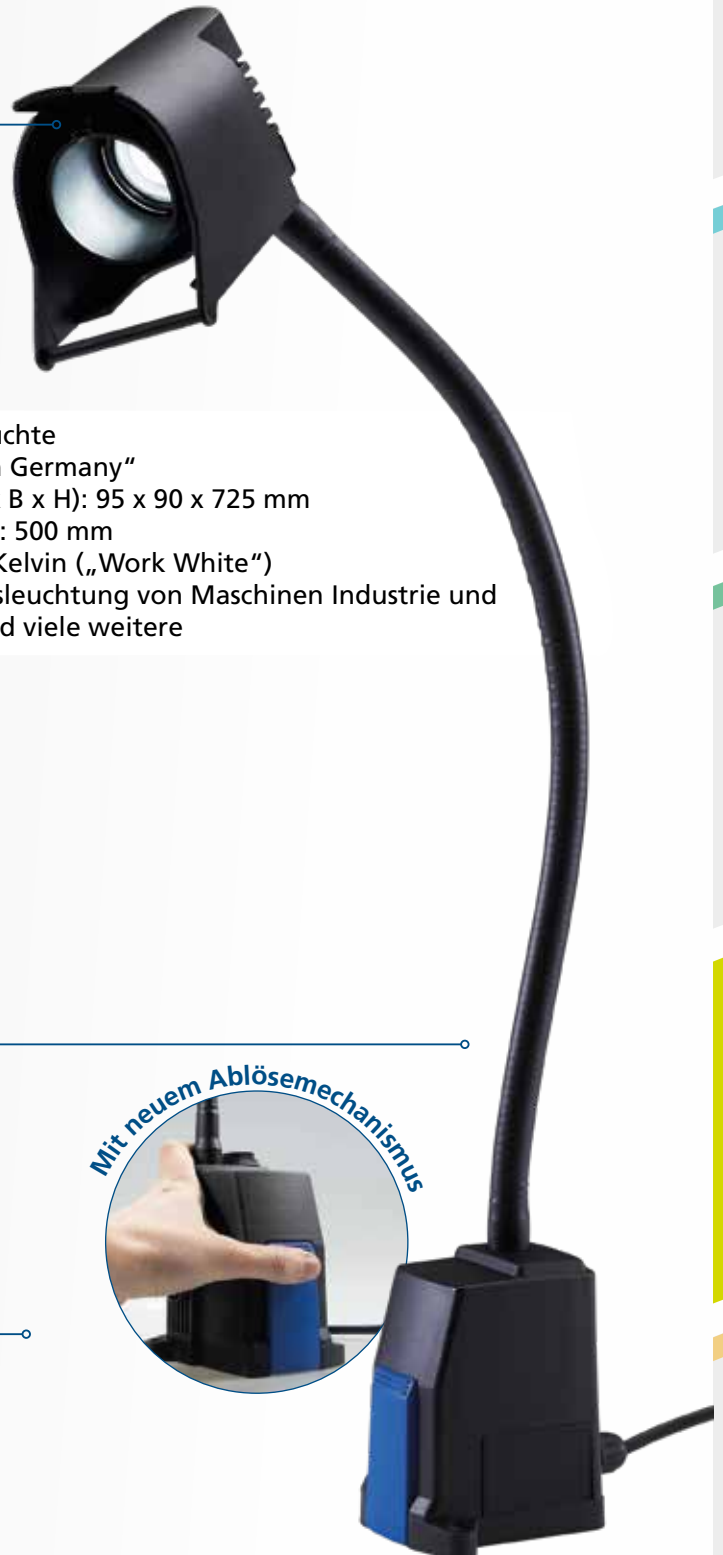 uchte
Germany“
B x H): 95 x 90 x 725 mm
: 500 mm
Kelvin („Work White“)
sleuchtung von Maschinen Industrie und
d viele weitere
Mit neuem Ablösemechanismus